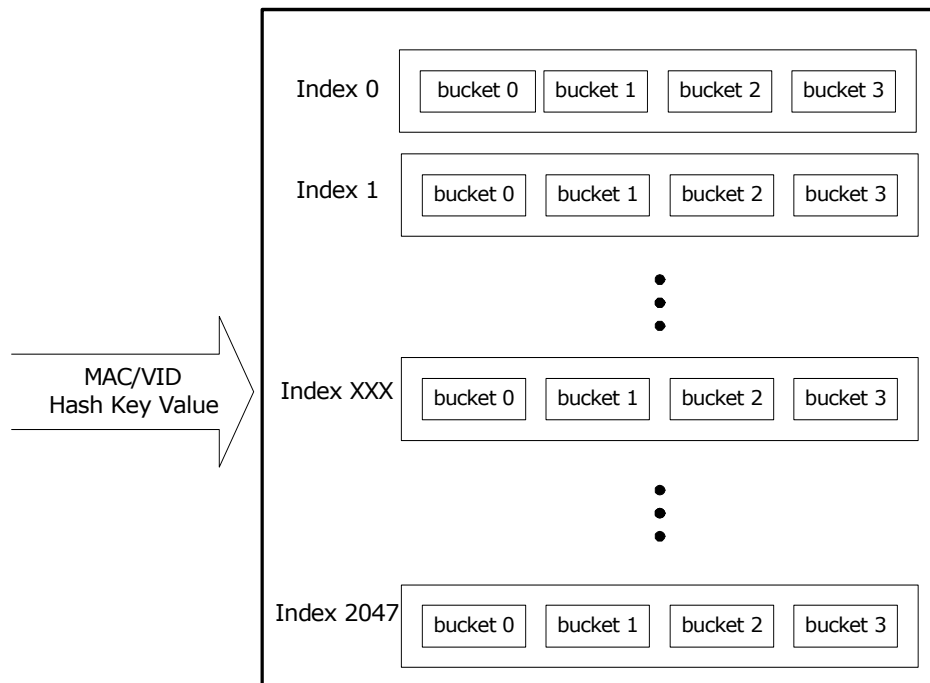 Index 0 bucket 0 bucket 1 bucket 2 bucket 3
Index 1 bucket 0 bucket 1 bucket 2 bucket 3
MAC/VID
Hash Key Value
Index XXX bucket 0 bucket 1 bucket 2 bucket 3
Index 2047 bucket 0 bucket 1 bucket 2 bucket 3